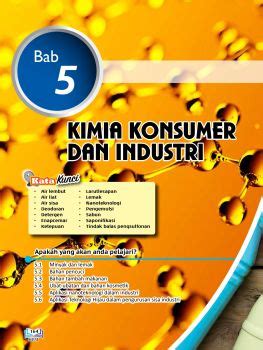 Bab
5
KIMIA KONSUMER
DAN INDUSTRI
Kata Kunci
• Air lembut
• Air liat
• Air sisa
• Deodoran
• Detergen
• Enapcemar
• Ketepuan
• Larutlesapan
• Lemak
• Nanoteknologi
• Pengemulsi
• Sabun
• Saponifikasi
• Tindak balas pengsulfonan
Apakah yang akan anda pelajari?
5.1 Minyak dan lemak
5.2 Bahan pencuci
5.3 Bahan tambah makanan
5.4 Ubat-ubatan dan bahan kosmetik
5.5 Aplikasi nanoteknologi dalam industri
5.6 Aplikasi Teknologi Hijau dalam pengurusan sisa industri
164